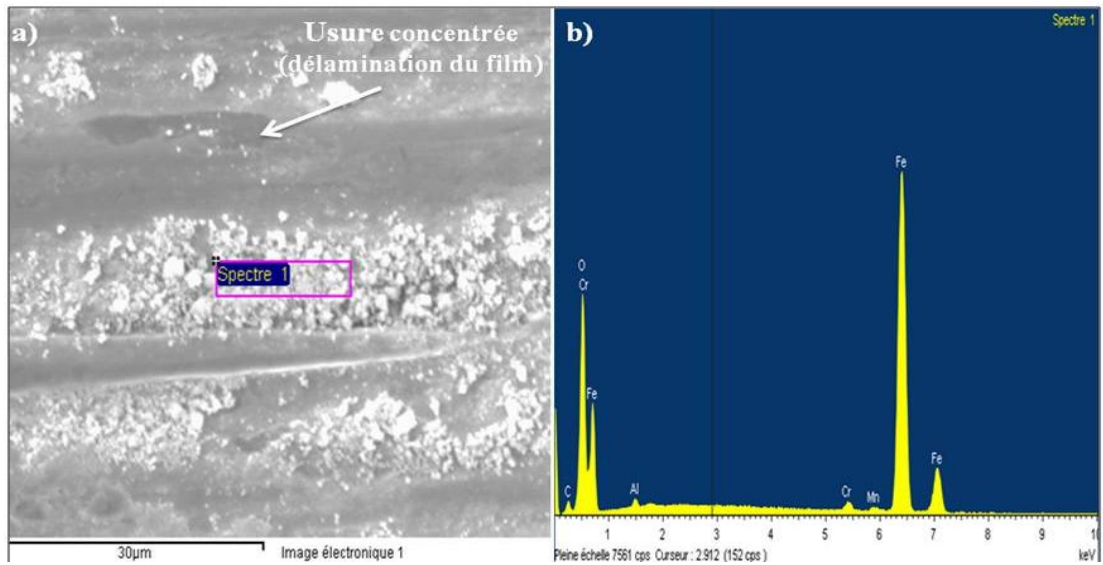 a)
Usure concentrée
(délamination du film)
Spectre 1
30µm
Image électronique 1
b)
Spectre 1
O
Cr
Fe
C
Al
Cr
Mn
Fe
Fe
1 2 3 4 5 6 7 8 9 10
Pleine échelle 7561 cps Curseur : 2.912 (152 cps)
keV